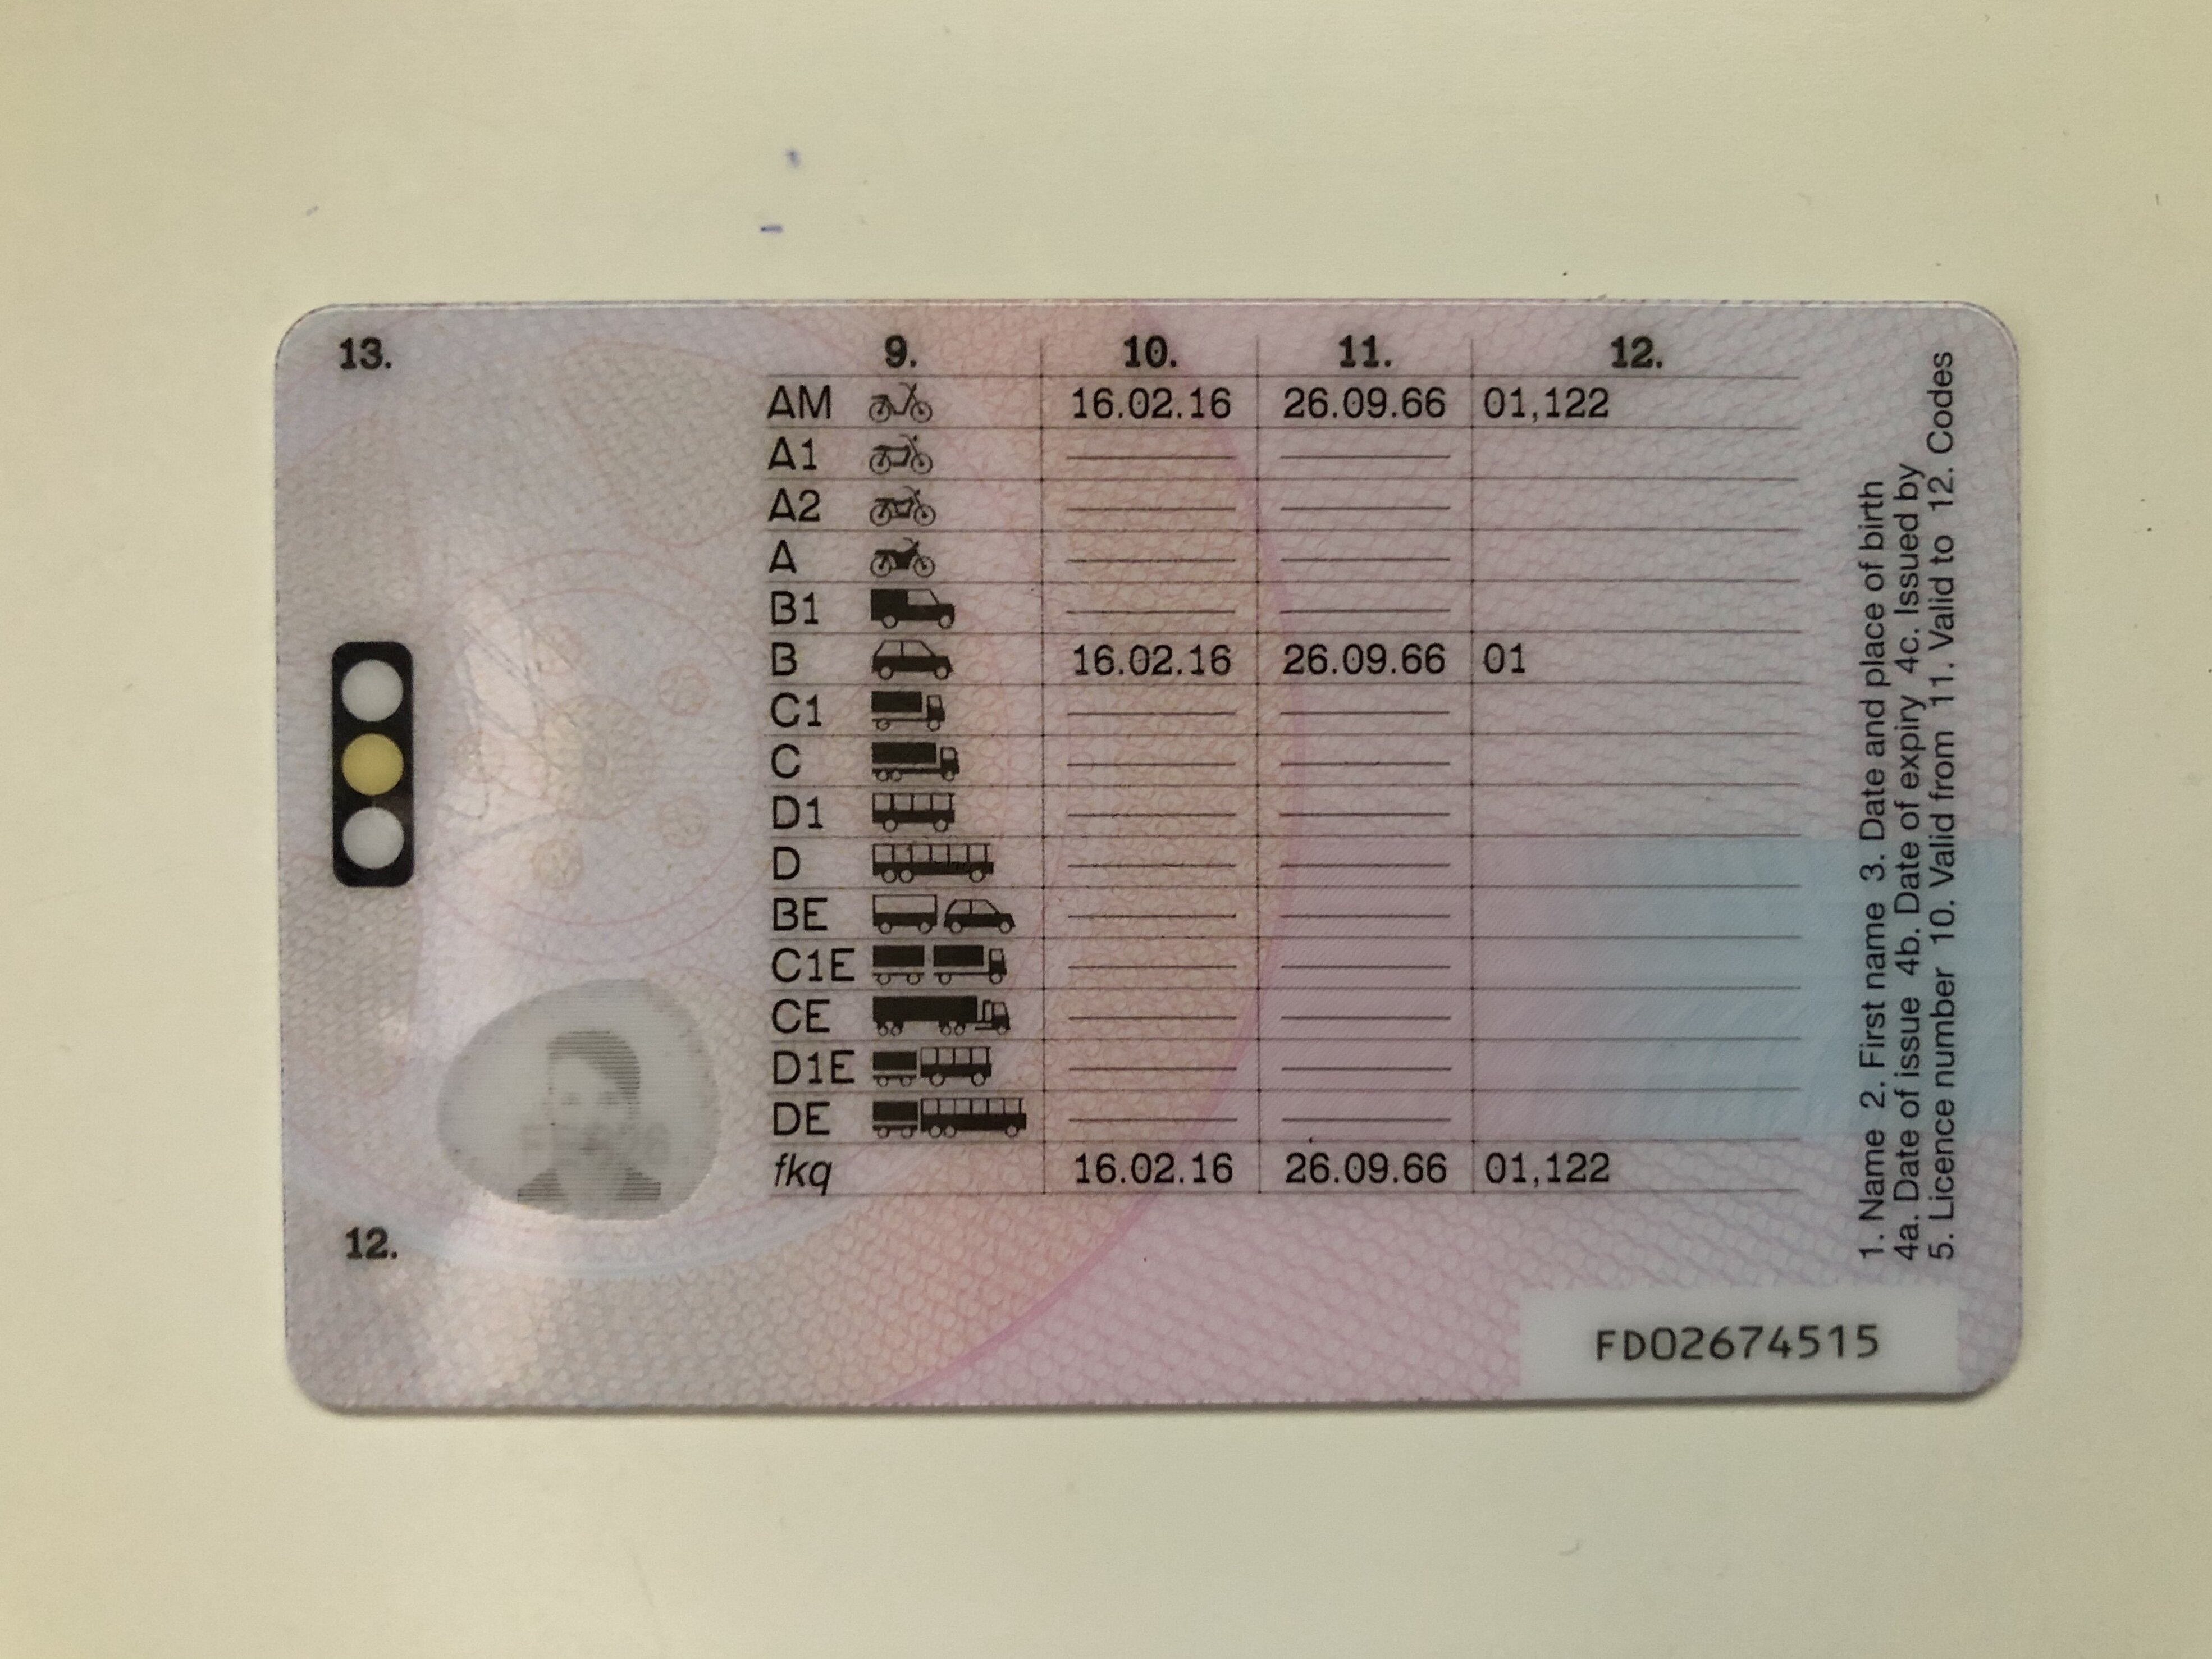 13.
9. 10. 11. 12.
AM 16.02.16 26.09.66 01,122
A1
A2
A
B1
B 16.02.16 26.09.66 01
C1
C
D1
D
BE
C1E
CE
D1E
DE
fkq 16.02.16 26.09.66 01,122
12.
1. Name 2. First name 3. Date and place of birth
4a. Date of issue 4b. Date of expiry 4c. Issued by
5. Licence number 10. Valid from 11. Valid to 12. Codes
FD02674515